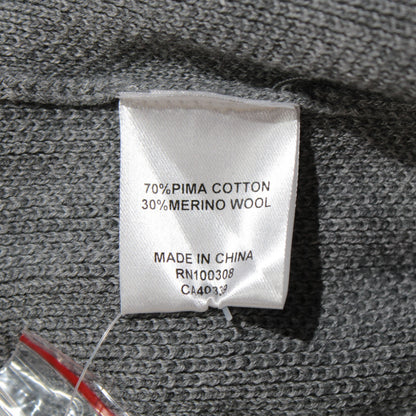 70%PIMA COTTON
30%MERINO WOOL
MADE IN CHINA
RN100308